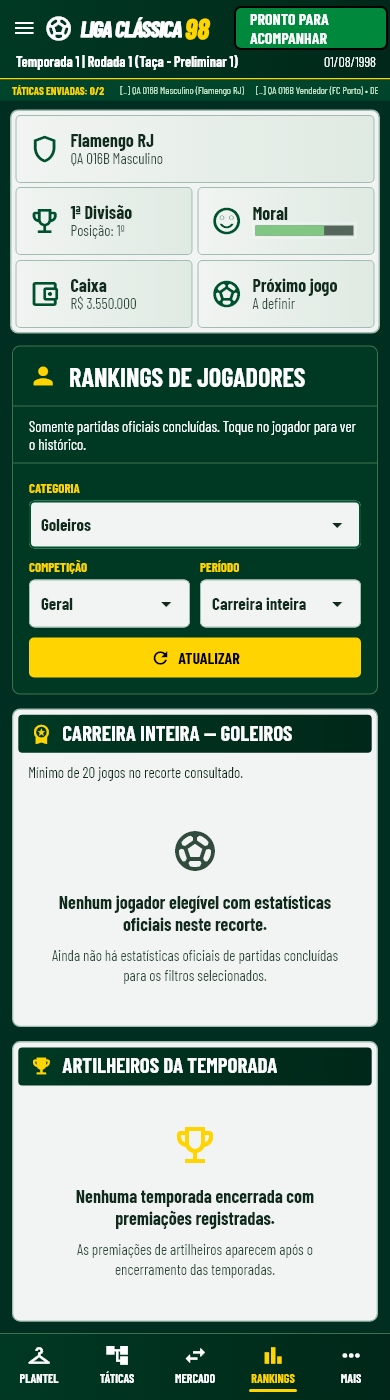 LIGA CLÁSSICA 98
PRONTO PARA
ACOMPANHAR
Temporada 1 | Rodada 1 (Taça - Preliminar 1)
01/08/1998
TÁTICAS ENVIADAS: 0/2
[..] QA 016B Masculino (Flamengo RJ)
[..] QA 016B Vendedor (FC Porto) • DE
Flamengo RJ
QA 016B Masculino
1ª Divisão
Posição: 1º
Moral
Caixa
R$ 3.550.000
Próximo jogo
A definir
RANKINGS DE JOGADORES
Somente partidas oficiais concluídas. Toque no jogador para ver
o histórico.
CATEGORIA
Goleiros
COMPETIÇÃO
PERÍODO
Geral
Carreira inteira
ATUALIZAR
CARREIRA INTEIRA — GOLEIROS
Mínimo de 20 jogos no recorte consultado.
Nenhum jogador elegível com estatísticas
oficiais neste recorte.
Ainda não há estatísticas oficiais de partidas concluídas
para os filtros selecionados.
ARTILHEIROS DA TEMPORADA
Nenhuma temporada encerrada com
premiações registradas.
As premiações de artilheiros aparecem após o
encerramento das temporadas.
PLANTEL
TÁTICAS
MERCADO
RANKINGS
MAIS